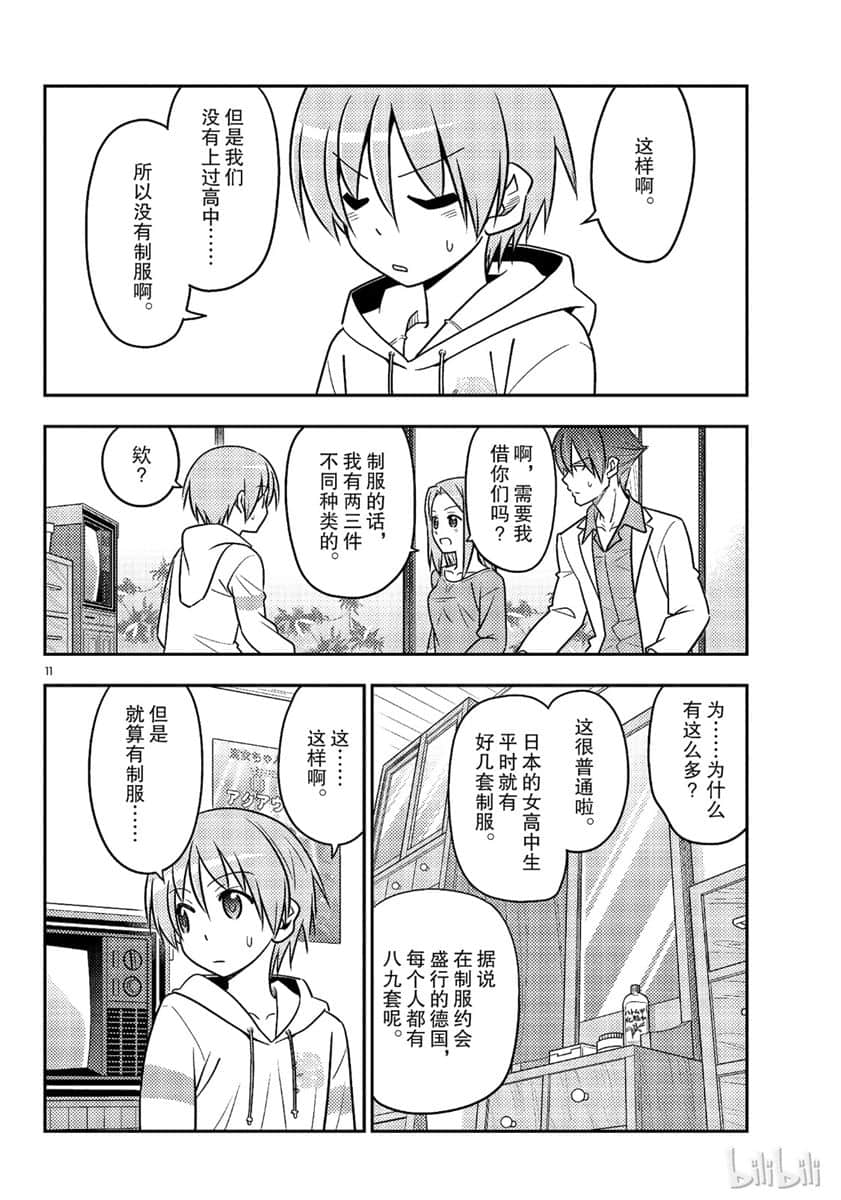 这样啊。
但是我们
没有上过高中……
所以没有制服啊。
啊，需要我
借你们吗？
制服的话，
我有两三件
不同种类的。
欸？
11
为……为什么
有这么多？
这很普通啦。
日本的女高中生
平时就有
好几套制服。
据说
在制服约会
盛行的德国，
每个人都有
八九套呢。
这……
这样啊。
但是
就算有制服……
アクアウ
bilibili